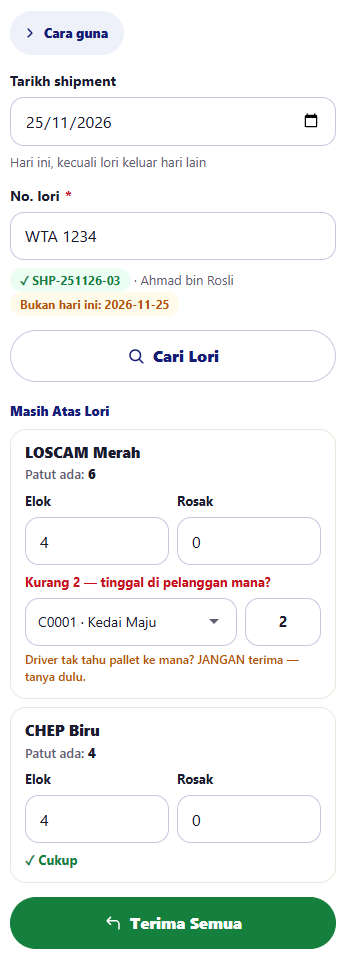 Cara guna
Tarikh shipment
25/11/2026
Hari ini, kecuali lori keluar hari lain
No. lori *
WTA 1234
✓ SHP-251126-03 · Ahmad bin Rosli
Bukan hari ini: 2026-11-25
Cari Lori
Masih Atas Lori
LOSCAM Merah
Patut ada: 6
Elok Rosak
4 0
Kurang 2 — tinggal di pelanggan mana?
C0001 · Kedai Maju 2
Driver tak tahu pallet ke mana? JANGAN terima —
tanya dulu.
CHEP Biru
Patut ada: 4
Elok Rosak
4 0
✓ Cukup
Terima Semua